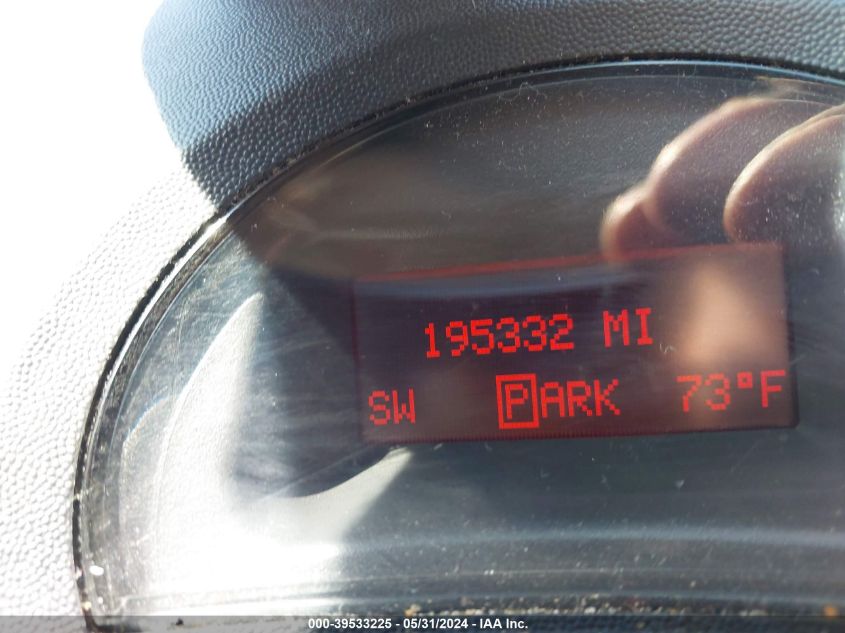 195332 MI
SW PARK 73°F
000-39533225 - 05/31/2024 - IAA Inc.